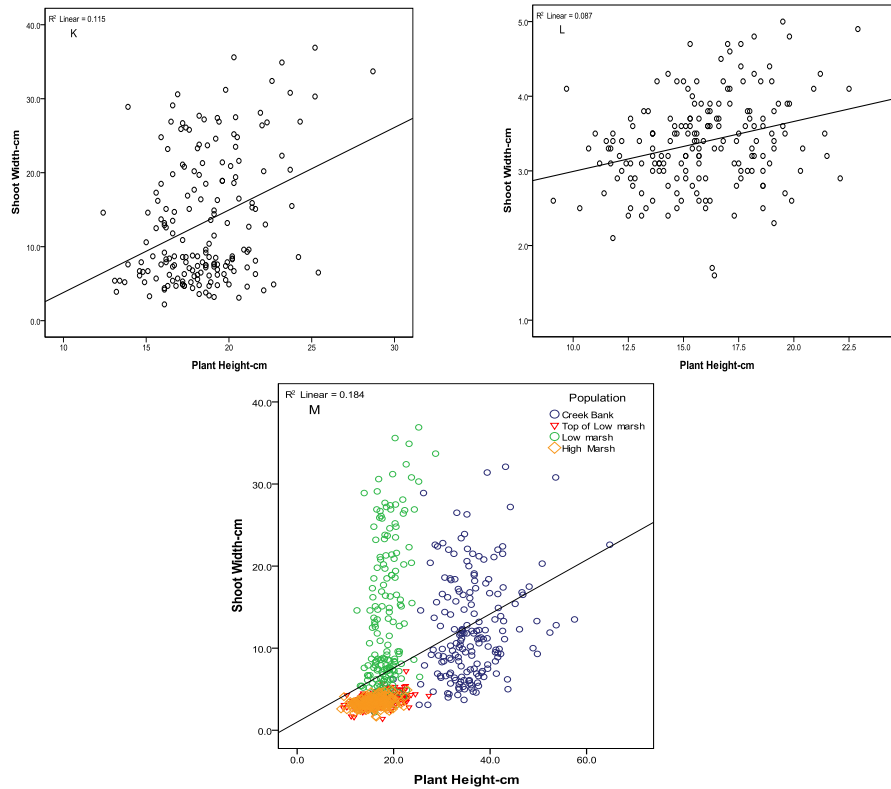 R² Linear = 0.115
K
40.0
30.0
20.0
10.0
0.0
Shoot Width-cm
10 15 20 25 30
Plant Height-cm
R² Linear = 0.087
L
5.0
4.0
3.0
2.0
1.0
Shoot Width-cm
10.0 12.5 15.0 17.5 20.0 22.5
Plant Height-cm
R² Linear = 0.184
M
Population
Creek Bank
Top of Low marsh
Low marsh
High Marsh
40.0
30.0
20.0
10.0
0.0
Shoot Width-cm
0.0 20.0 40.0 60.0
Plant Height-cm